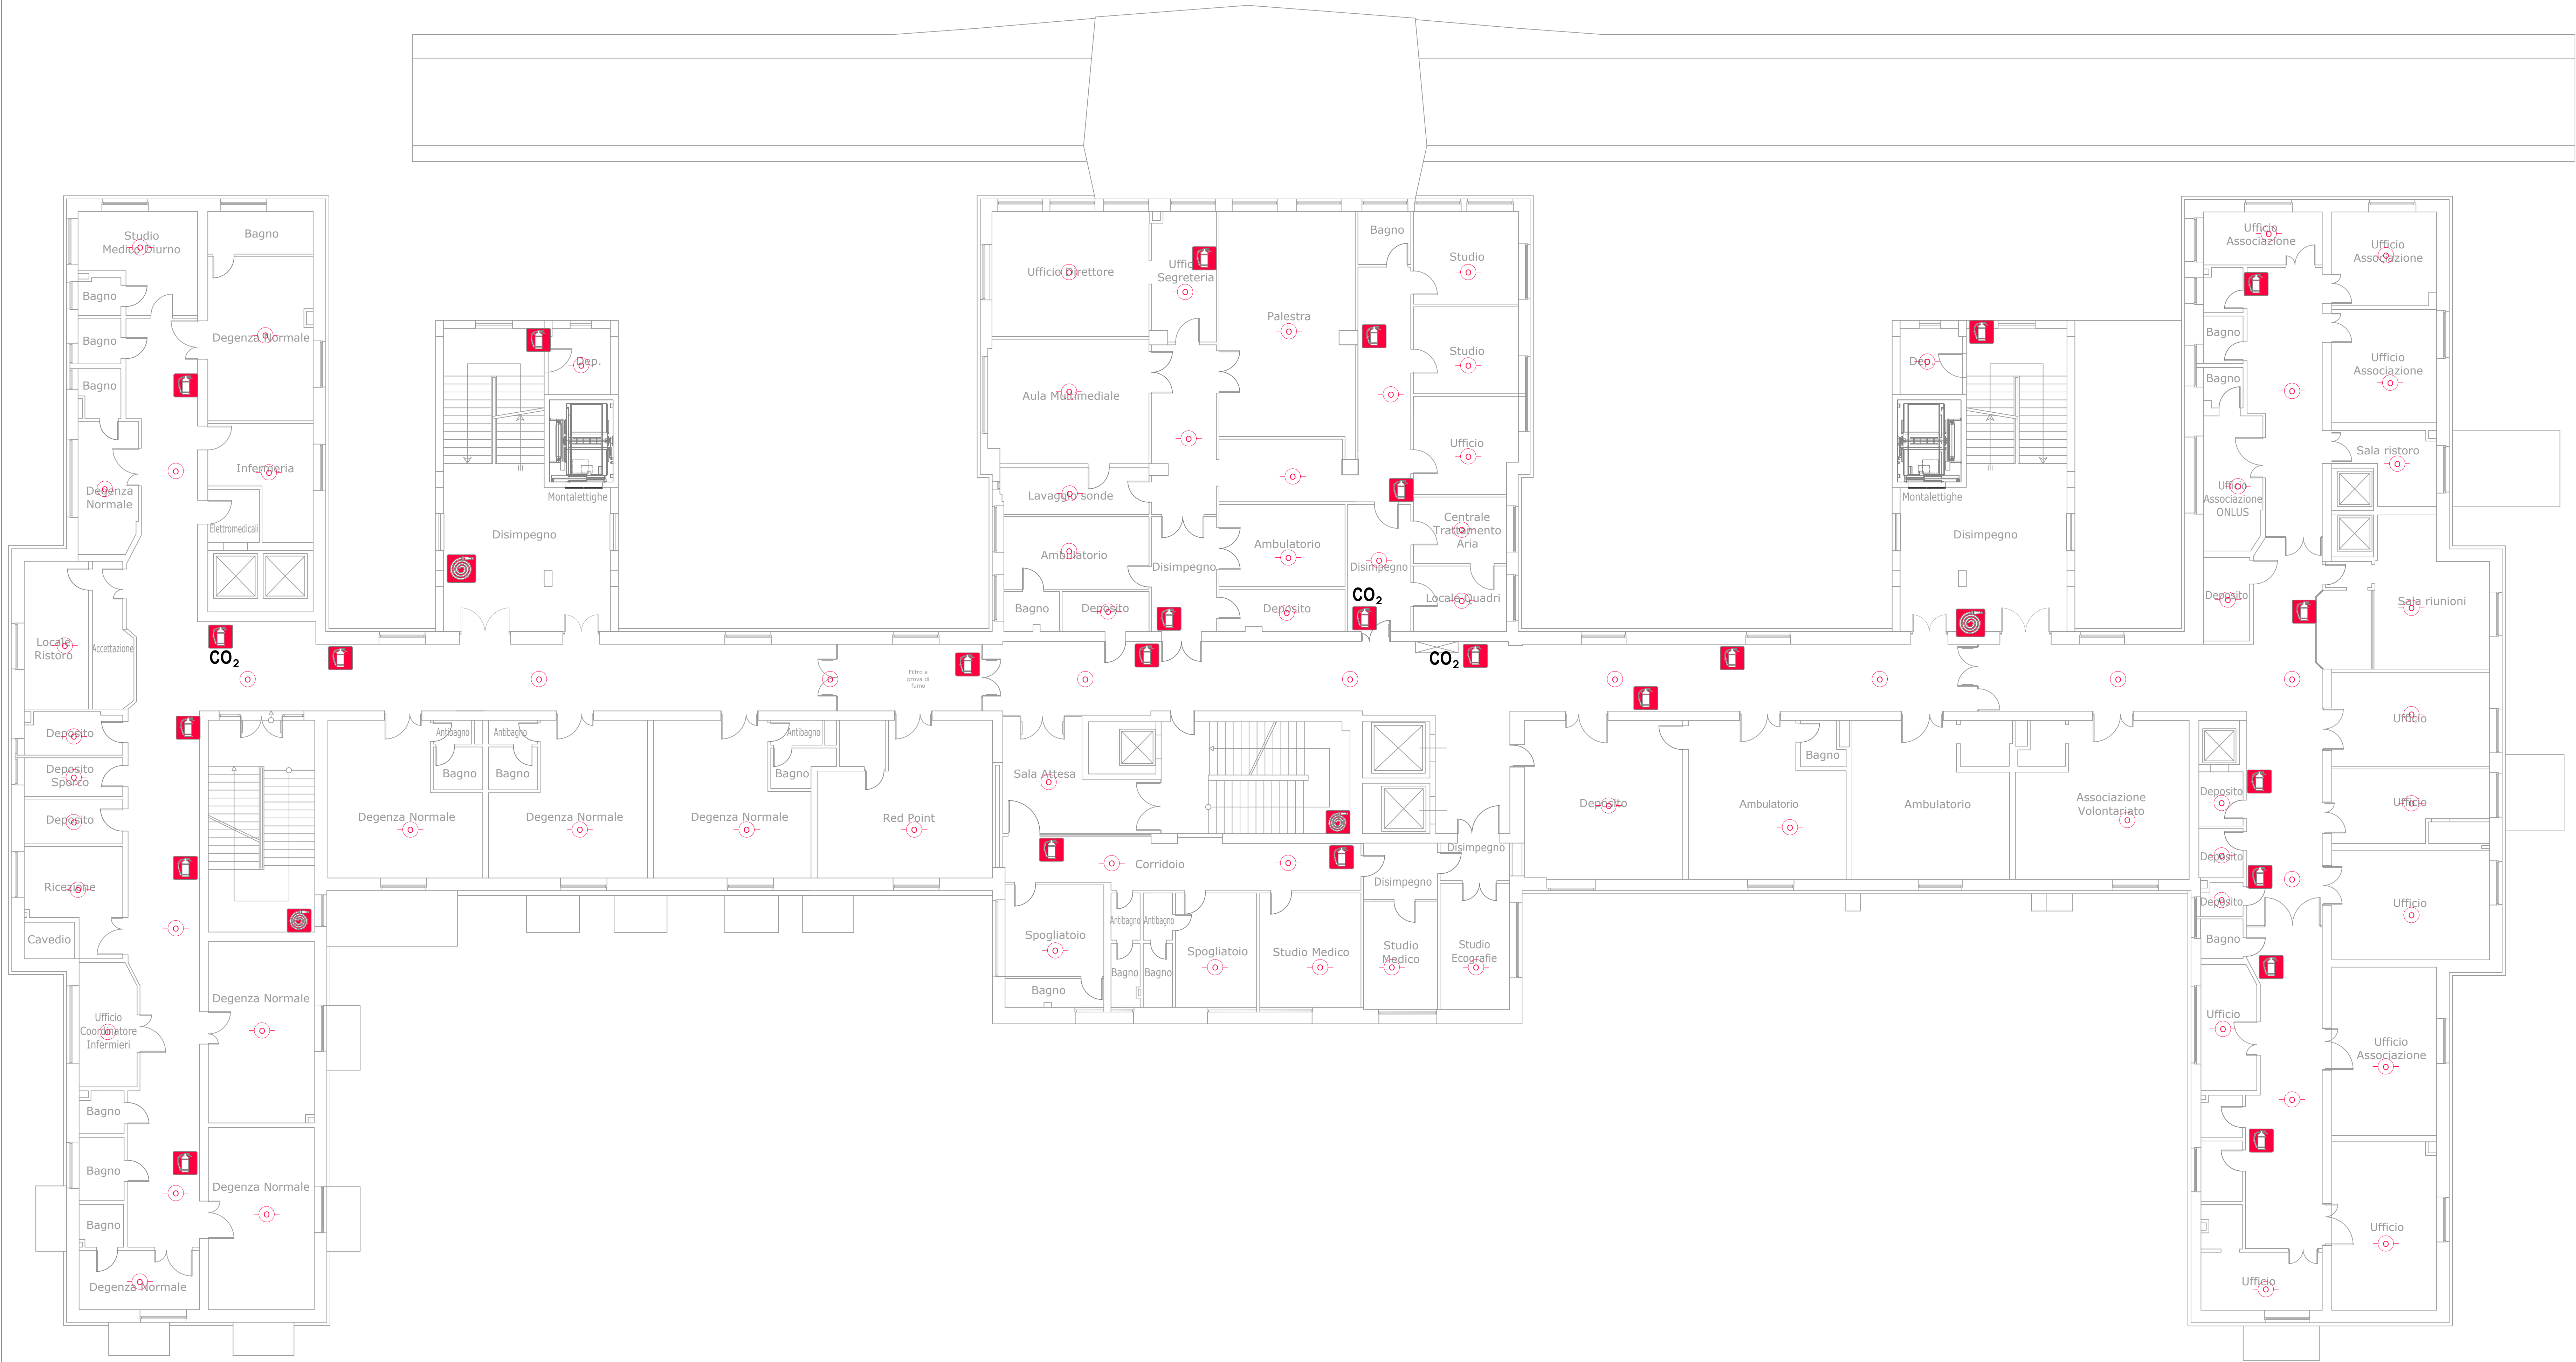 Studio
Medico Diurno
Bagno
Bagno
Bagno
Degenza Normale
Bagno
Infermieria
Degenza
Normale
Elettromedicali
Locale
Ristoro
Accettazione
CO2
Deposito
Deposito
Sporco
Deposito
Ricezione
Cavedio
Ufficio
Coordinatore
Infermieri
Degenza Normale
Bagno
Bagno
Degenza Normale
Bagno
Degenza Normale
Dep.
Montalettighe
Disimpegno
Filtro a
prova di
fumo
Antibagno
Antibagno
Antibagno
Bagno
Bagno
Bagno
Degenza Normale
Degenza Normale
Degenza Normale
Red Point
Ufficio Direttore
Ufficio
Segreteria
Palestra
Bagno
Studio
Studio
Aula Multimediale
Ufficio
Lavaggio sonde
Centrale
Trattamento
Aria
Ambulatorio
Ambulatorio
Disimpegno
Disimpegno
Bagno
Deposito
Deposito
Locale Quadri
CO2
CO2
Sala Attesa
Corridoio
Disimpegno
Disimpegno
Antibagno
Antibagno
Spogliatoio
Spogliatoio
Studio Medico
Studio
Medico
Studio
Ecografie
Bagno
Bagno
Bagno
Dep.
Montalettighe
Disimpegno
Deposito
Bagno
Ambulatorio
Ambulatorio
Associazione
Volontariato
Ufficio
Associazione
Ufficio
Associazione
Bagno
Ufficio
Associazione
Bagno
Sala ristoro
Ufficio
Associazione
ONLUS
Deposito
Sala riunioni
Ufficio
Deposito
Ufficio
Deposito
Deposito
Ufficio
Bagno
Ufficio
Ufficio
Associazione
Ufficio
Ufficio